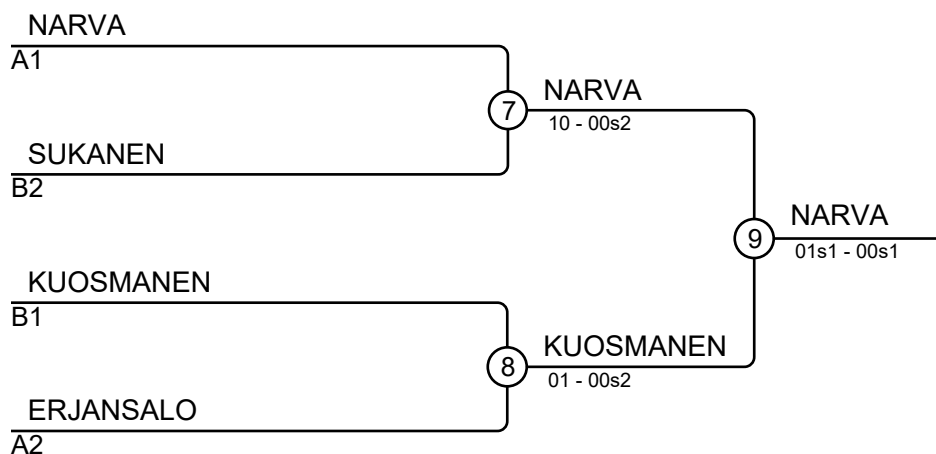 NARVA
A1
7
NARVA
10 - 00s2
SUKANEN
B2
9
NARVA
01s1 - 00s1
KUOSMANEN
B1
8
KUOSMANEN
01 - 00s2
ERJANSALO
A2